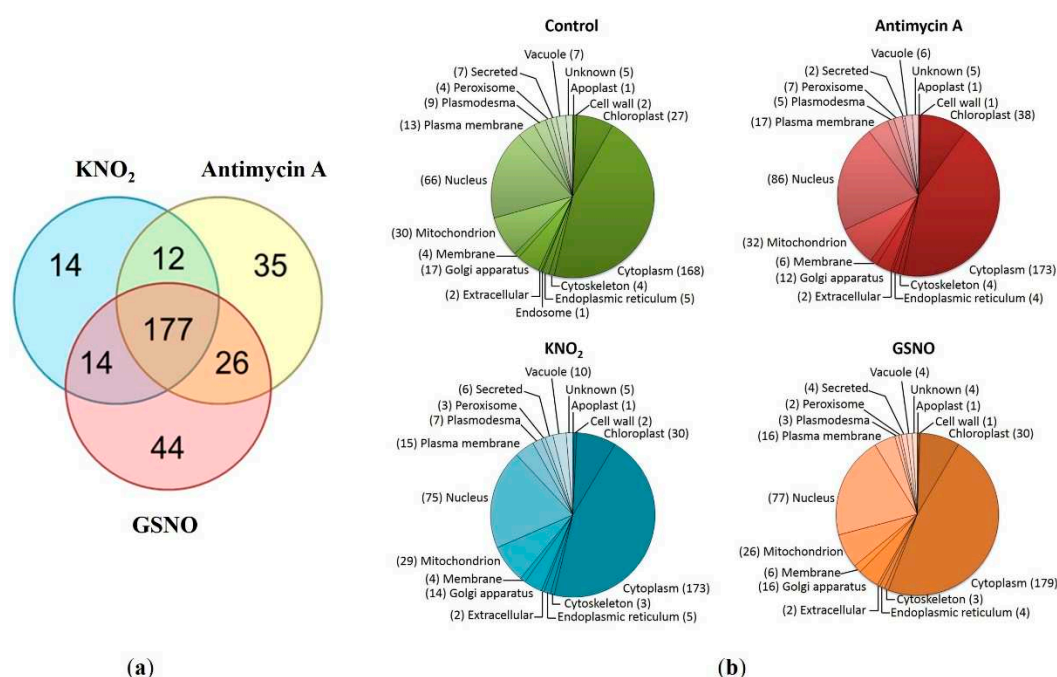 KNO₂
Antimycin A
14
12
35
177
14
26
44
GSNO
(a)
Control
Vacuole (7)
(7) Secreted
Unknown (5)
(4) Peroxisome
Apoplast (1)
(9) Plasmodesma
Cell wall (2)
Chloroplast (27)
(13) Plasma membrane
(66) Nucleus
(30) Mitochondrion
(4) Membrane
(17) Golgi apparatus
Cytoplasm (168)
Cytoskeleton (4)
(2) Extracellular
Endoplasmic reticulum (5)
Endosome (1)
Antimycin A
Vacuole (6)
(2) Secreted
Unknown (5)
(7) Peroxisome
Apoplast (1)
(5) Plasmodesma
Cell wall (1)
Chloroplast (38)
(17) Plasma membrane
(86) Nucleus
(32) Mitochondrion
(6) Membrane
(12) Golgi apparatus
Cytoplasm (173)
Cytoskeleton (4)
(2) Extracellular
Endoplasmic reticulum (4)
KNO₂
Vacuole (10)
(6) Secreted
Unknown (5)
(3) Peroxisome
Apoplast (1)
(7) Plasmodesma
Cell wall (2)
Chloroplast (30)
(15) Plasma membrane
(75) Nucleus
(29) Mitochondrion
(4) Membrane
(14) Golgi apparatus
Cytoplasm (173)
Cytoskeleton (3)
(2) Extracellular
Endoplasmic reticulum (5)
GSNO
Vacuole (4)
(4) Secreted
Unknown (4)
(2) Peroxisome
Apoplast (1)
(3) Plasmodesma
Cell wall (1)
Chloroplast (30)
(16) Plasma membrane
(77) Nucleus
(26) Mitochondrion
(6) Membrane
(16) Golgi apparatus
Cytoplasm (179)
Cytoskeleton (3)
(2) Extracellular
Endoplasmic reticulum (4)
(b)